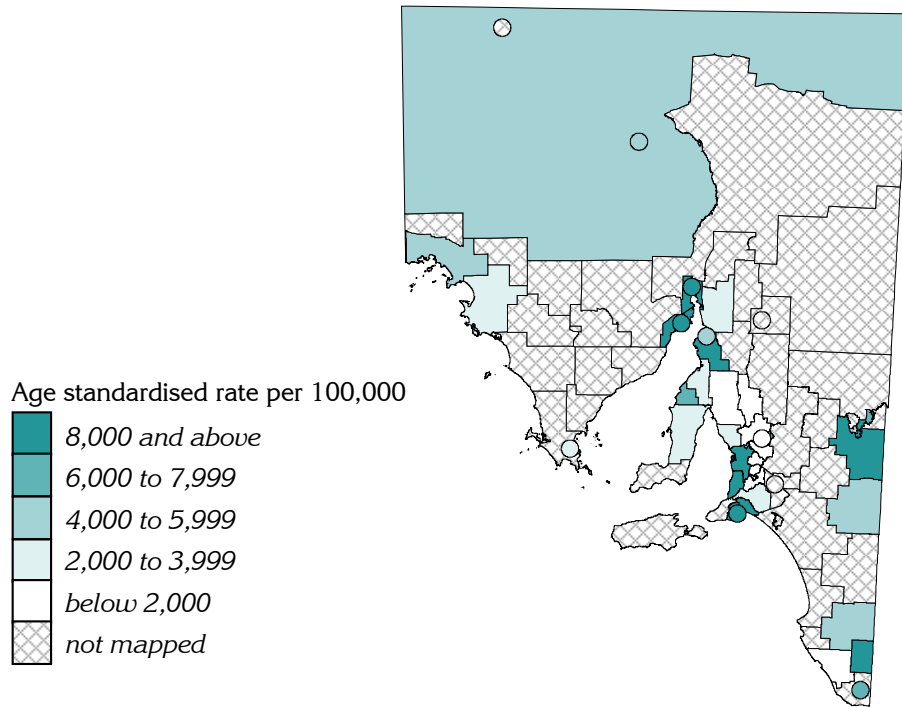 Age standardised rate per 100,000
8,000 and above
6,000 to 7,999
4,000 to 5,999
2,000 to 3,999
below 2,000
not mapped